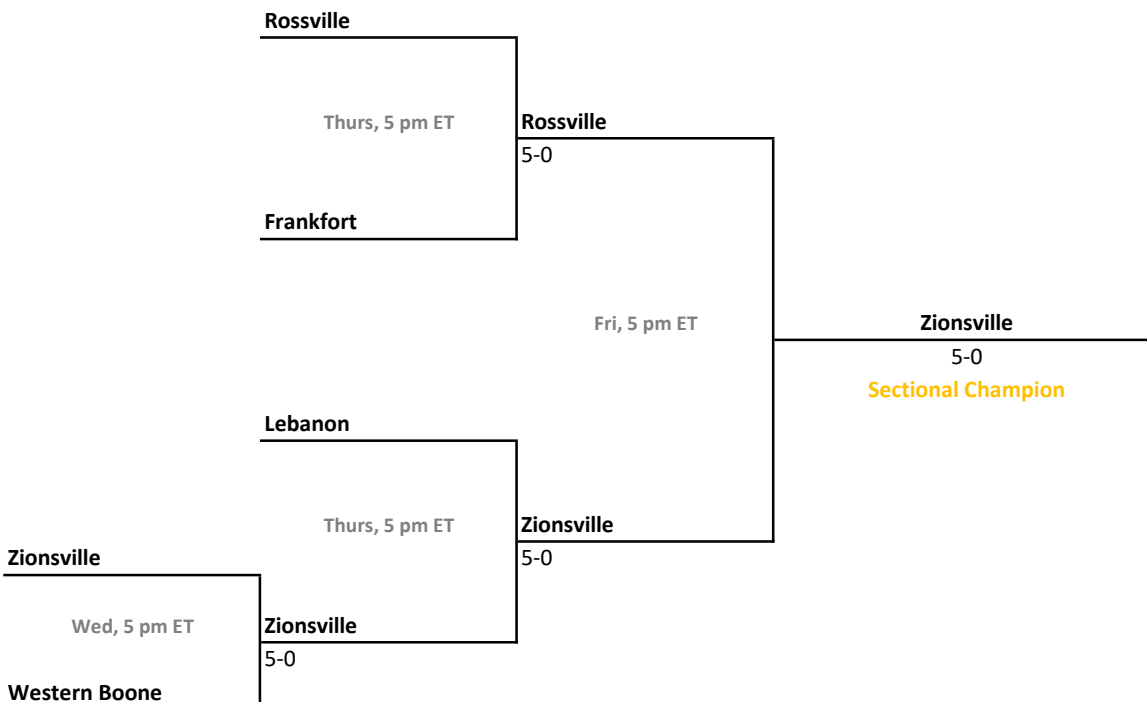 Rossville
Thurs, 5 pm ET
Rossville
5-0
Frankfort
Fri, 5 pm ET
Zionsville
5-0
Sectional Champion
Lebanon
Thurs, 5 pm ET
Zionsville
5-0
Zionsville
Wed, 5 pm ET
Zionsville
5-0
Western Boone